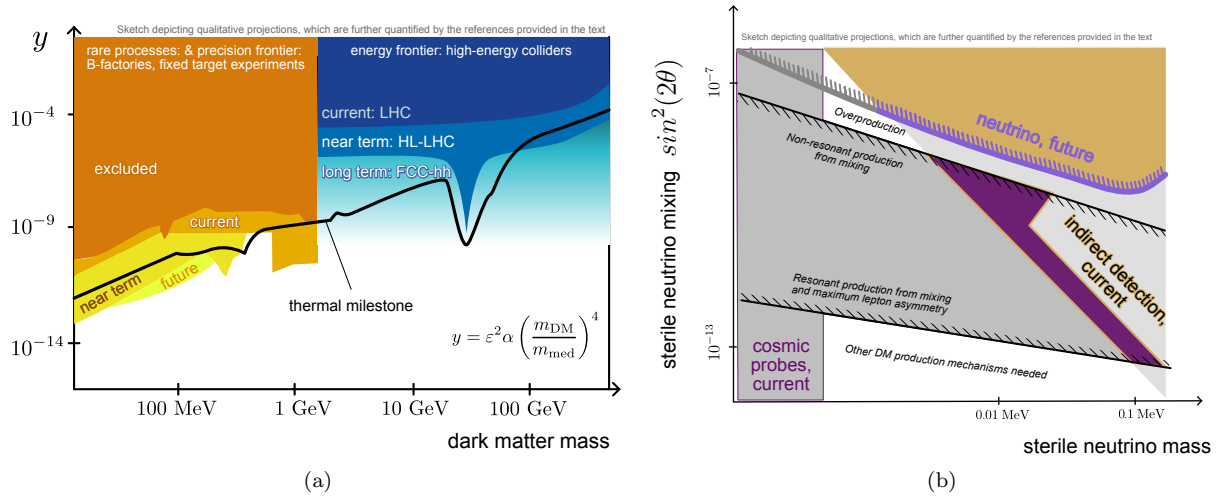 Sketch depicting qualitative projections, which are further quantified by the references provided in the text
y
rare processes: & precision frontier:
B-factories, fixed target experiments
energy frontier: high-energy colliders
10⁻⁴
current: LHC
near term: HL-LHC
excluded
long term: FCC-hh
10⁻⁹
current
near term
future
thermal milestone
y = ε²α (m_DM / m_med)⁴
10⁻¹²
10⁻¹⁴
100 MeV
1 GeV
10 GeV
100 GeV
dark matter mass
(a)
Sketch depicting qualitative projections, which are further quantified by the references provided in the text
sterile neutrino mixing sin²(2θ)
10⁻⁷
Overproduction
neutrino, future
Non-resonant production
from mixing
indirect detection,
current
Resonant production from mixing
and maximum lepton asymmetry
10⁻¹³
cosmic
probes,
current
Other DM production mechanisms needed
0.01 MeV
0.1 MeV
sterile neutrino mass
(b)